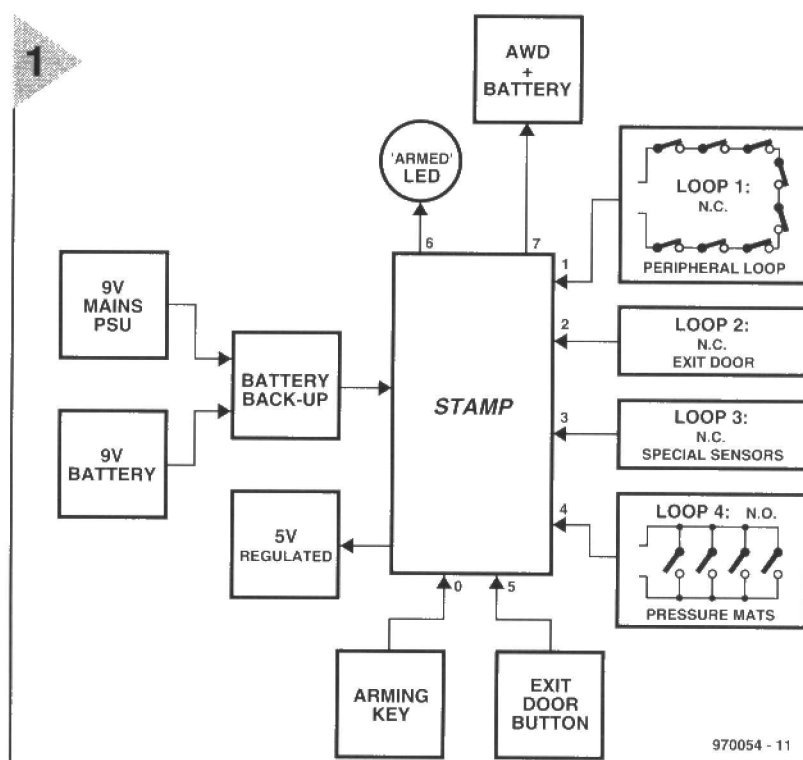 1
AWD
+
BATTERY
'ARMED'
LED
6
7
LOOP 1:
N.C.
PERIPHERAL LOOP
1
9V
MAINS
PSU
BATTERY
BACK-UP
9V
BATTERY
STAMP
2
LOOP 2:
N.C.
EXIT DOOR
3
LOOP 3:
N.C.
SPECIAL SENSORS
4
LOOP 4: N.O.
PRESSURE MATS
5V
REGULATED
0
5
ARMING
KEY
EXIT
DOOR
BUTTON
970054 - 11